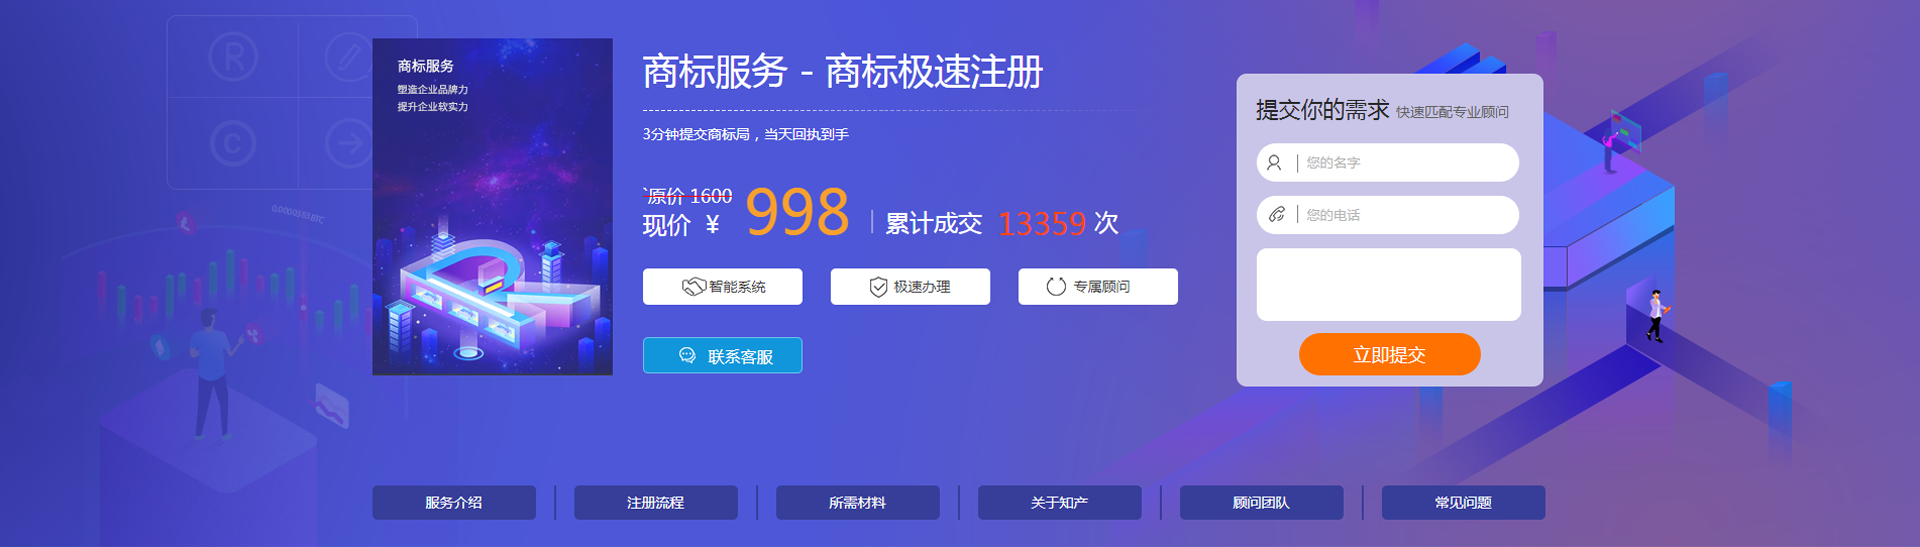 商标服务
塑造企业品牌力
提升企业软实力
商标服务 - 商标极速注册
3分钟提交商标局，当天回执到手
原价 1600
现价 ¥ 998
累计成交 13359 次
智能系统
极速办理
专属顾问
联系客服
提交你的需求 快速匹配专业顾问
您的名字
您的电话
立即提交
R
C
服务介绍
注册流程
所需材料
关于知产
顾问团队
常见问题